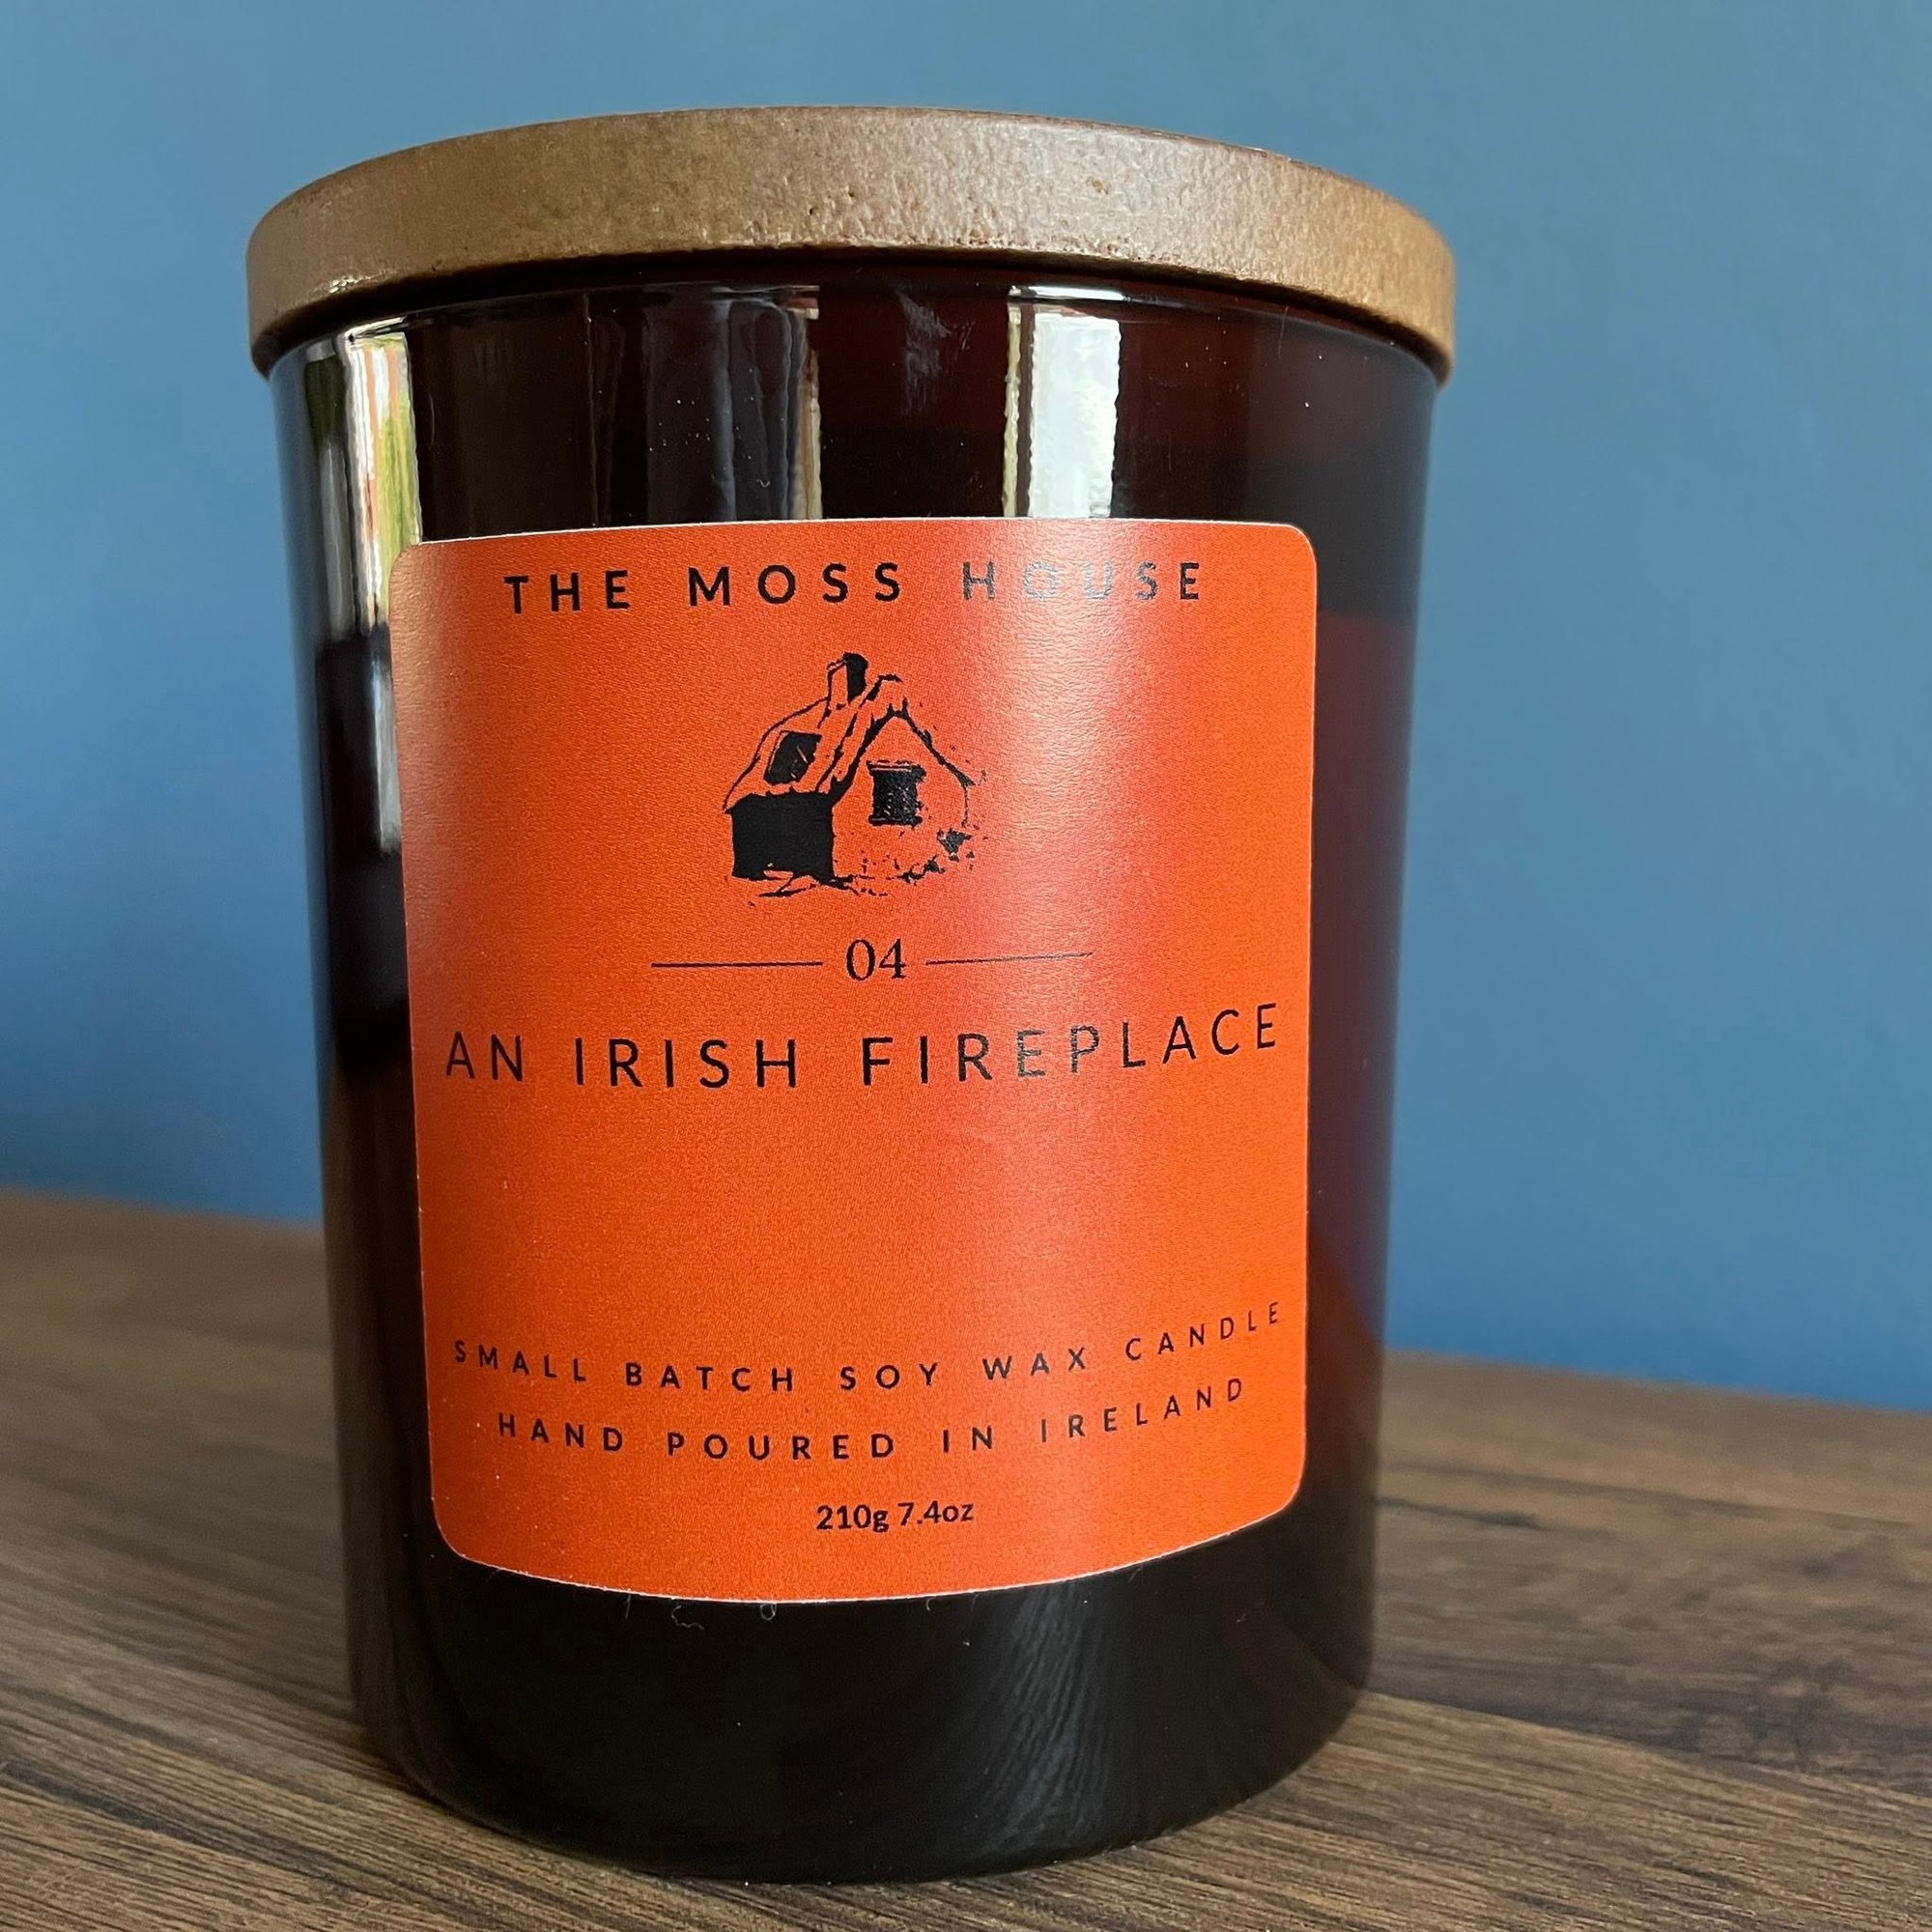 THE MOSS HOUSE
04
AN IRISH FIREPLACE
SMALL BATCH SOY WAX CANDLE
HAND POURED IN IRELAND
210g 7.4oz